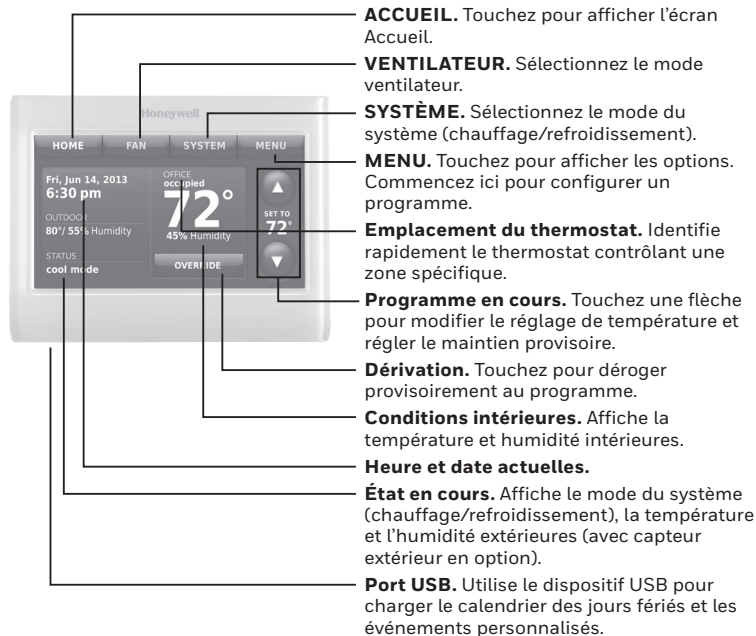 ACCUEIL. Touchez pour afficher l'écran
Accueil.
VENTILATEUR. Sélectionnez le mode
ventilateur.
SYSTÈME. Sélectionnez le mode du
système (chauffage/refroidissement).
MENU. Touchez pour afficher les options.
Commencez ici pour configurer un
programme.
Emplacement du thermostat. Identifie
rapidement le thermostat contrôlant une
zone spécifique.
Programme en cours. Touchez une flèche
pour modifier le réglage de température et
régler le maintien provisoire.
Dérivation. Touchez pour déroger
provisoirement au programme.
Conditions intérieures. Affiche la
température et humidité intérieures.
Heure et date actuelles.
État en cours. Affiche le mode du système
(chauffage/refroidissement), la température
et l'humidité extérieures (avec capteur
extérieur en option).
Port USB. Utilise le dispositif USB pour
charger le calendrier des jours fériés et les
événements personnalisés.
Honeywell
HOME FAN SYSTEM MENU
Fri, Jun 14, 2013
6:30 pm
OUTDOOR
80°/ 55% Humidity
STATUS
cool mode
OFFICE
occupied
72°
45% Humidity
OVERRIDE
SET TO
72°